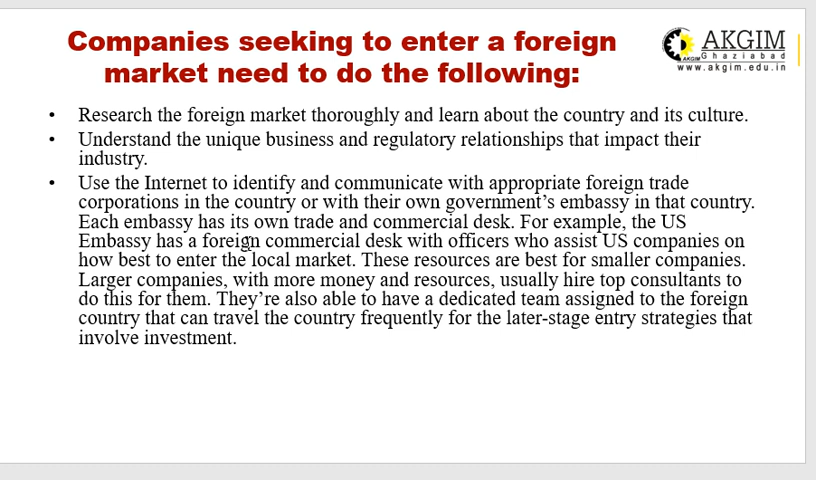 Companies seeking to enter a foreign
market need to do the following:
AKGIM
Ghaziabad
AKGIM
www.akgim.edu.in
• Research the foreign market thoroughly and learn about the country and its culture.
• Understand the unique business and regulatory relationships that impact their
industry.
• Use the Internet to identify and communicate with appropriate foreign trade
corporations in the country or with their own government’s embassy in that country.
Each embassy has its own trade and commercial desk. For example, the US
Embassy has a foreign commercial desk with officers who assist US companies on
how best to enter the local market. These resources are best for smaller companies.
Larger companies, with more money and resources, usually hire top consultants to
do this for them. They’re also able to have a dedicated team assigned to the foreign
country that can travel the country frequently for the later-stage entry strategies that
involve investment.